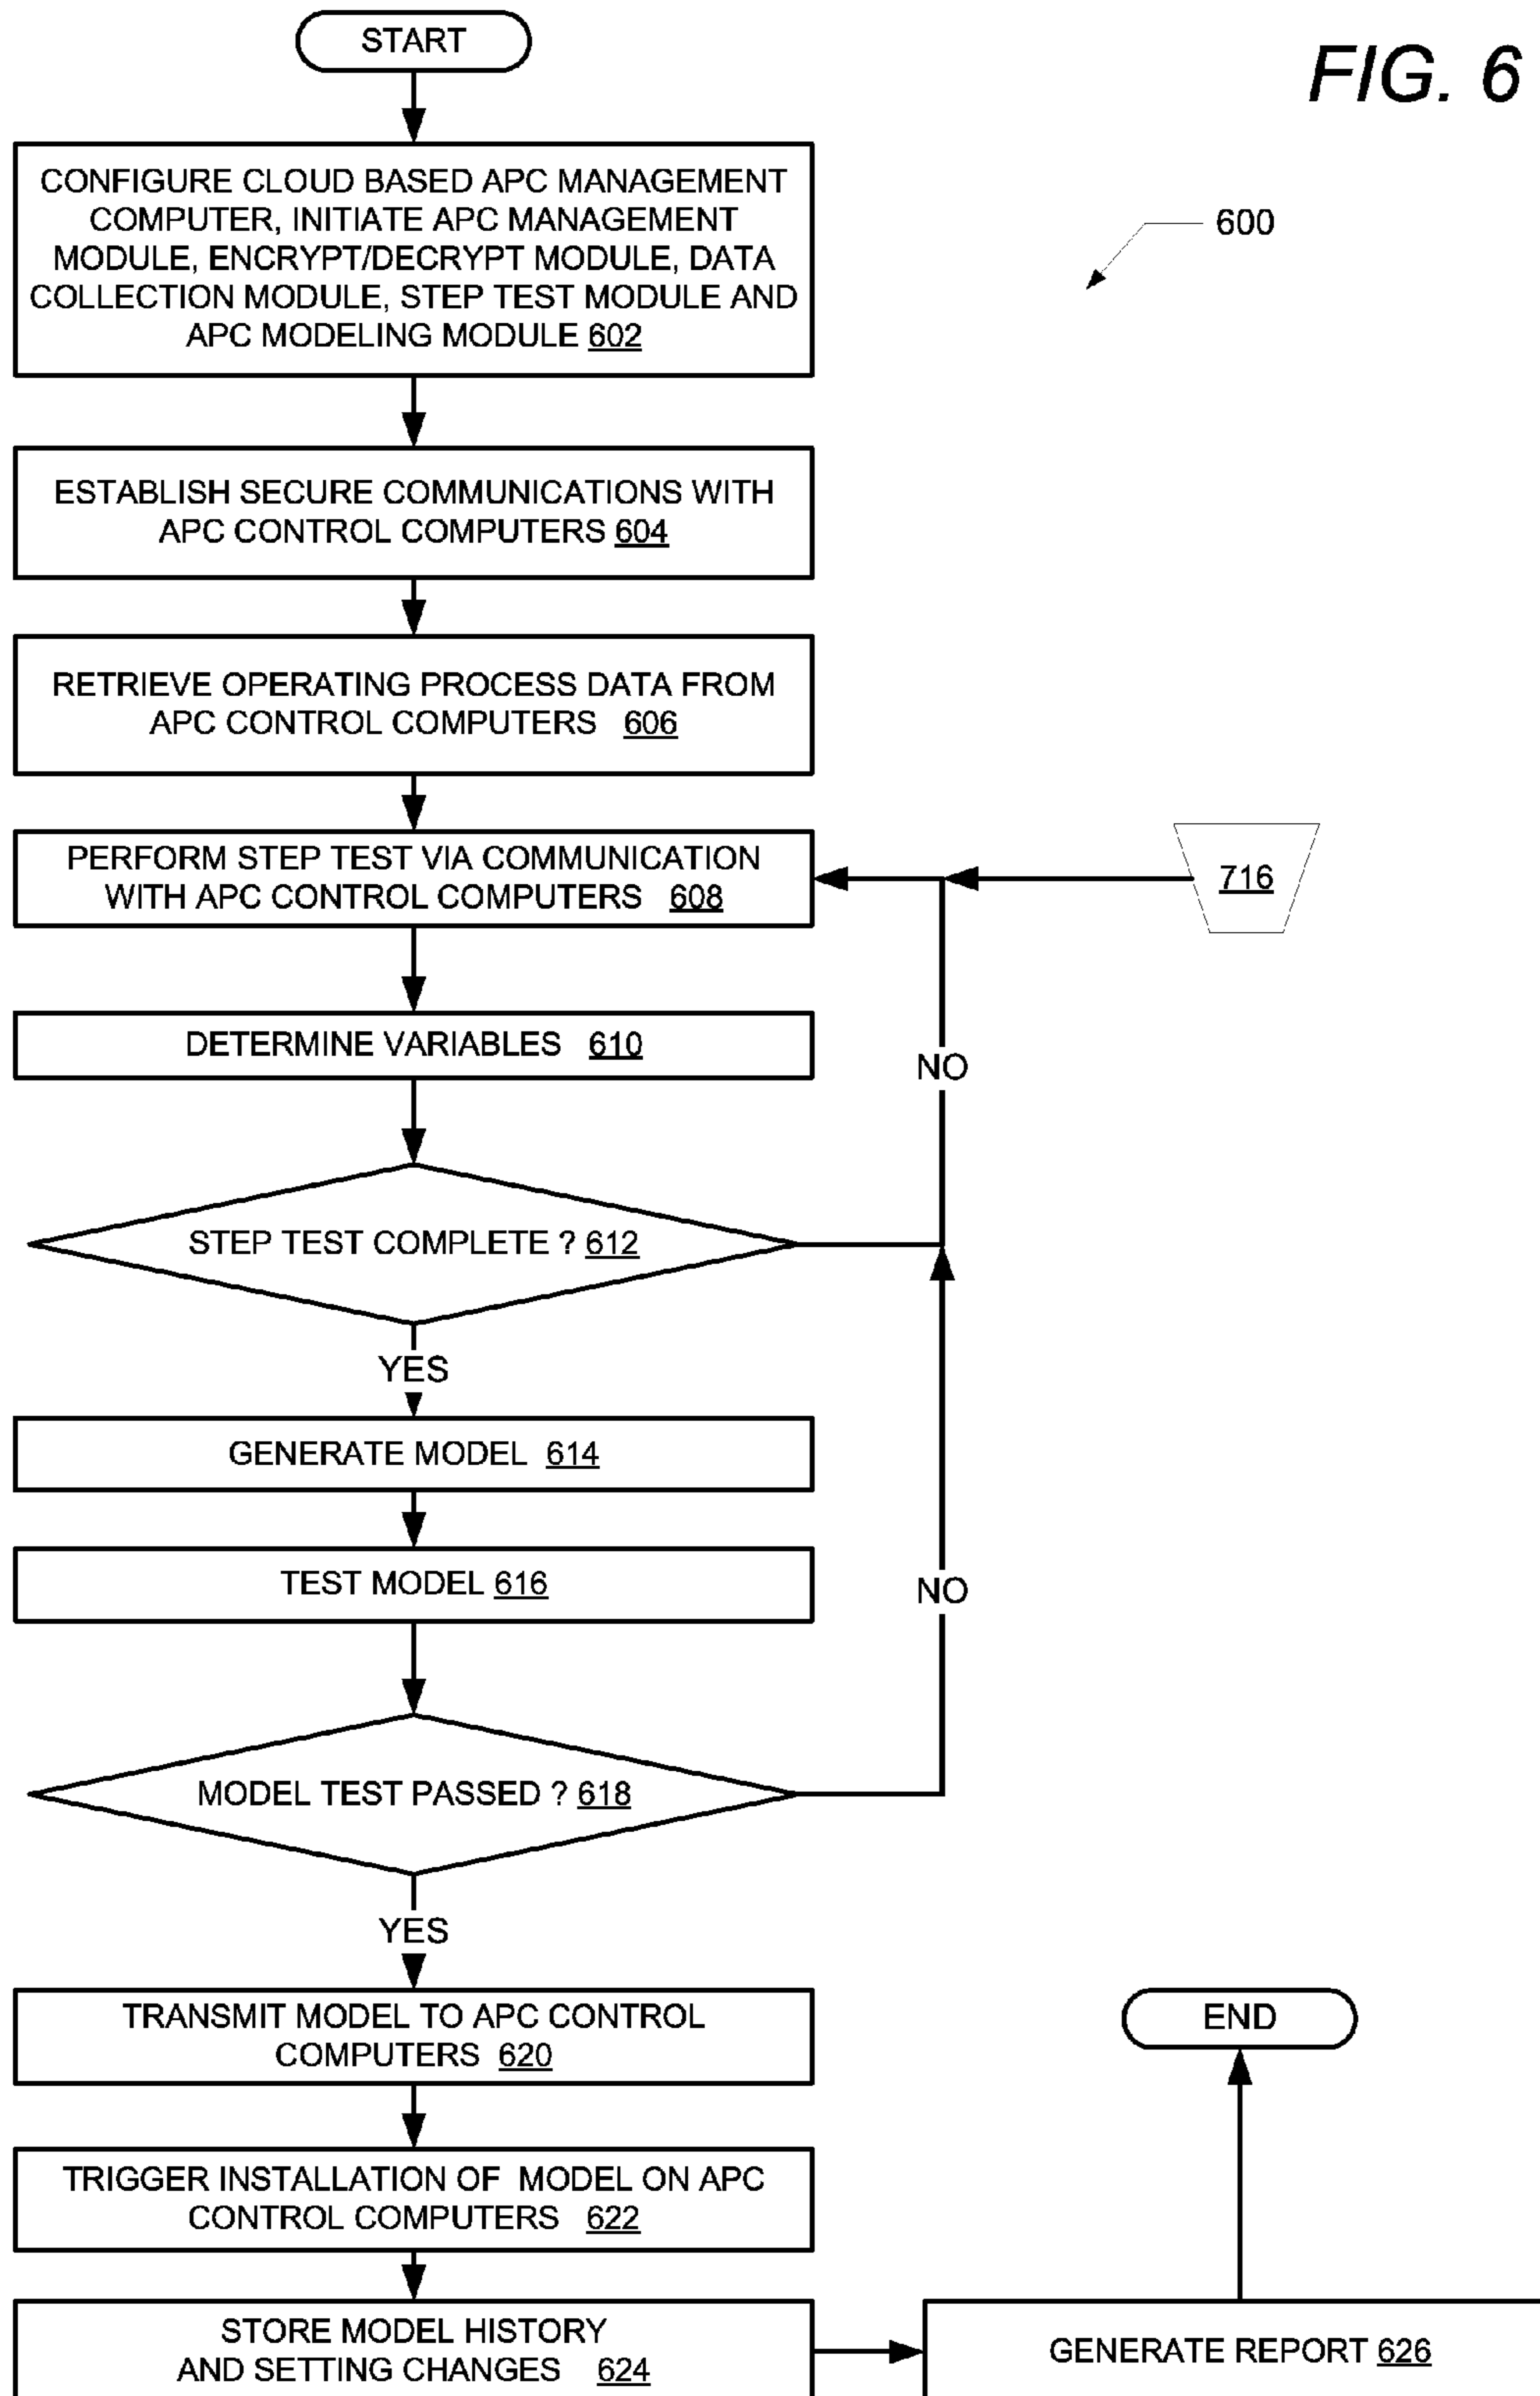 START
FIG. 6
CONFIGURE CLOUD BASED APC MANAGEMENT
COMPUTER, INITIATE APC MANAGEMENT
MODULE, ENCRYPT/DECRYPT MODULE, DATA
COLLECTION MODULE, STEP TEST MODULE AND
APC MODELING MODULE 602
600
ESTABLISH SECURE COMMUNICATIONS WITH
APC CONTROL COMPUTERS 604
RETRIEVE OPERATING PROCESS DATA FROM
APC CONTROL COMPUTERS 606
PERFORM STEP TEST VIA COMMUNICATION
WITH APC CONTROL COMPUTERS 608
716
DETERMINE VARIABLES 610
NO
STEP TEST COMPLETE ? 612
YES
GENERATE MODEL 614
TEST MODEL 616
NO
MODEL TEST PASSED ? 618
YES
TRANSMIT MODEL TO APC CONTROL
COMPUTERS 620
END
TRIGGER INSTALLATION OF MODEL ON APC
CONTROL COMPUTERS 622
STORE MODEL HISTORY
AND SETTING CHANGES 624
GENERATE REPORT 626